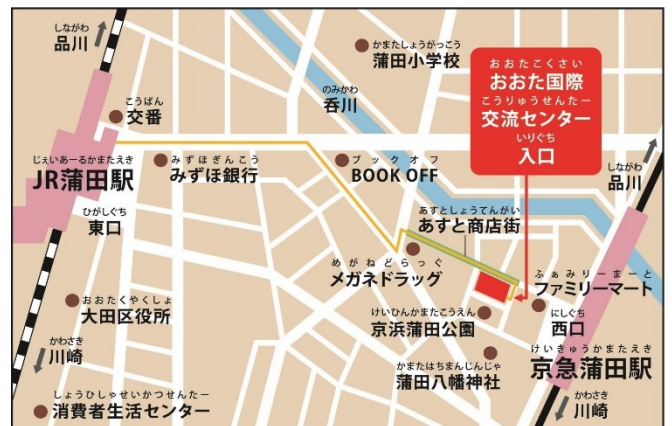 しながわ
品川
こうばん
交番
じぇいあーるかまたえき
JR蒲田駅
ひがしぐち
東口
みずほぎんこう
みずほ銀行
かまたしょうがっこう
蒲田小学校
のみかわ
呑川
ブックオフ
BOOK OFF
おおたこくさい
おおた国際
こうりゅうせんたー
交流センター
いりぐち
入口
しながわ
品川
あすとしょうてんがい
あすと商店街
めがねどらっぐ
メガネドラッグ
ふぁみりーまーと
ファミリーマート
けいひんかまたこうえん
京浜蒲田公園
にしぐち
西口
けいきゅうかまたえき
京急蒲田駅
かまたはちまんじんじゃ
蒲田八幡神社
おおたくやくしょ
大田区役所
かわさき
川崎
しょうひしゃせいかつせんたー
消費者生活センター
かわさき
川崎